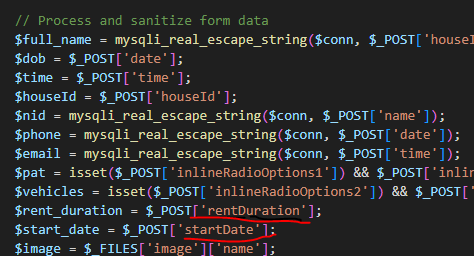 // Process and sanitize form data
$full_name = mysqli_real_escape_string($conn, $_POST['houseI
$dob = $_POST['date'];
$time = $_POST['time'];
$houseId = $_POST['houseId'];
$nid = mysqli_real_escape_string($conn, $_POST['name']);
$phone = mysqli_real_escape_string($conn, $_POST['date']);
$email = mysqli_real_escape_string($conn, $_POST['time']);
$pat = isset($_POST['inlineRadioOptions1']) && $_POST['inlin
$vehicles = isset($_POST['inlineRadioOptions2']) && $_POST['
$rent_duration = $_POST['rentDuration'];
$start_date = $_POST['startDate'];
$image = $_FILES['image']['name'];